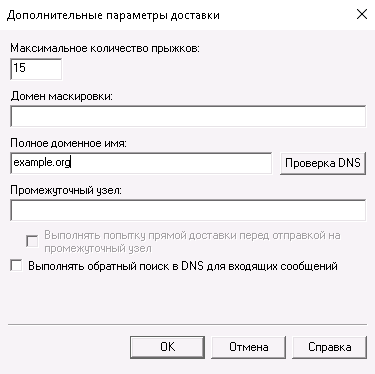 Дополнительные параметры доставки
Максимальное количество прыжков:
15
Домен маскировки:
Полное доменное имя:
example.org
Проверка DNS
Промежуточный узел:
Выполнять попытку прямой доставки перед отправкой на
промежуточный узел
Выполнять обратный поиск в DNS для входящих сообщений
OK
Отмена
Справка